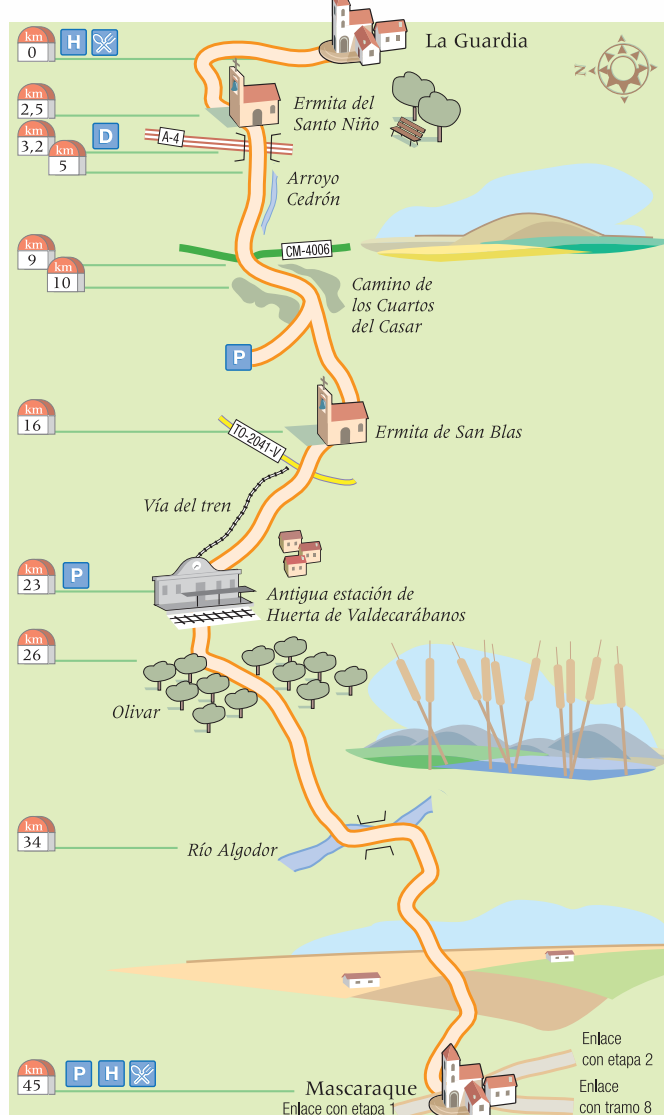 km
0
H
La Guardia
N
km
2,5
Ermita del
Santo Niño
km
3,2
D
A-4
km
5
Arroyo
Cedrón
km
9
CM-4006
km
10
Camino de
los Cuartos
del Casar
P
km
16
Ermita de San Blas
TO-2041-V
Vía del tren
km
23
P
Antigua estación de
Huerta de Valdecarábanos
km
26
Olivar
km
34
Río Algodor
Enlace
con etapa 2
km
45
P
H
Mascaraque
Enlace
con tramo 8
Enlace con etapa 1